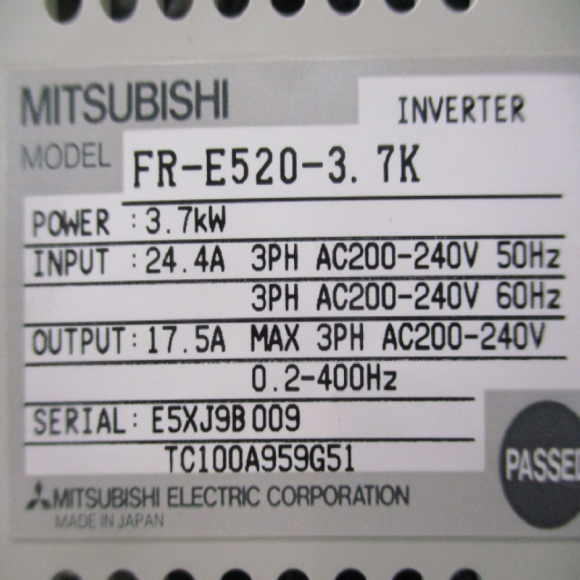 MITSUBISHI
INVERTER
MODEL FR-E520-3.7K
POWER :3.7kW
INPUT :24.4A 3PH AC200-240V 50Hz
3PH AC200-240V 60Hz
OUTPUT:17.5A MAX 3PH AC200-240V
0.2-400Hz
SERIAL: E5XJ9B009
TC100A959G51
PASSED
MITSUBISHI ELECTRIC CORPORATION
MADE IN JAPAN